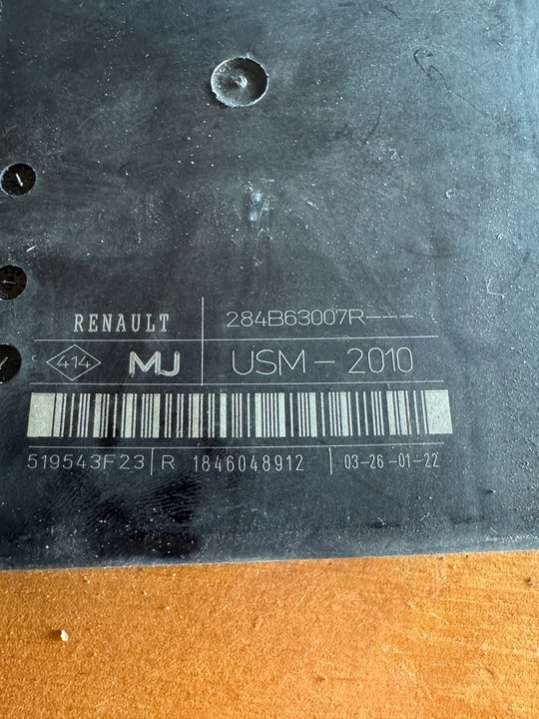 RENAULT 284B63007R---
414 MJ USM-2010
519543F23 R 1846048912 03-26-01-22